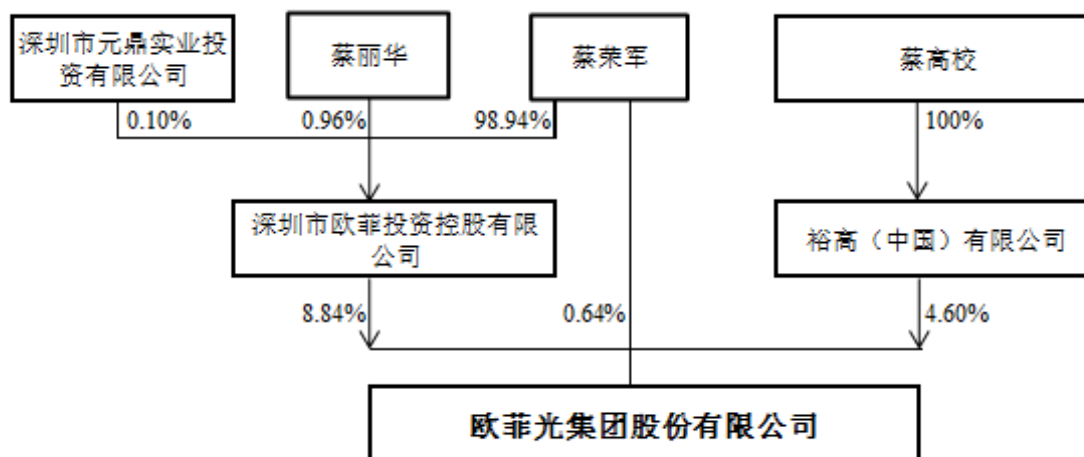 深圳市元鼎实业投
资有限公司
蔡丽华
蔡荣军
蔡高校
0.10%
0.96%
98.94%
100%
深圳市欧菲投资控股有限
公司
裕高（中国）有限公司
8.84%
0.64%
4.60%
欧菲光集团股份有限公司